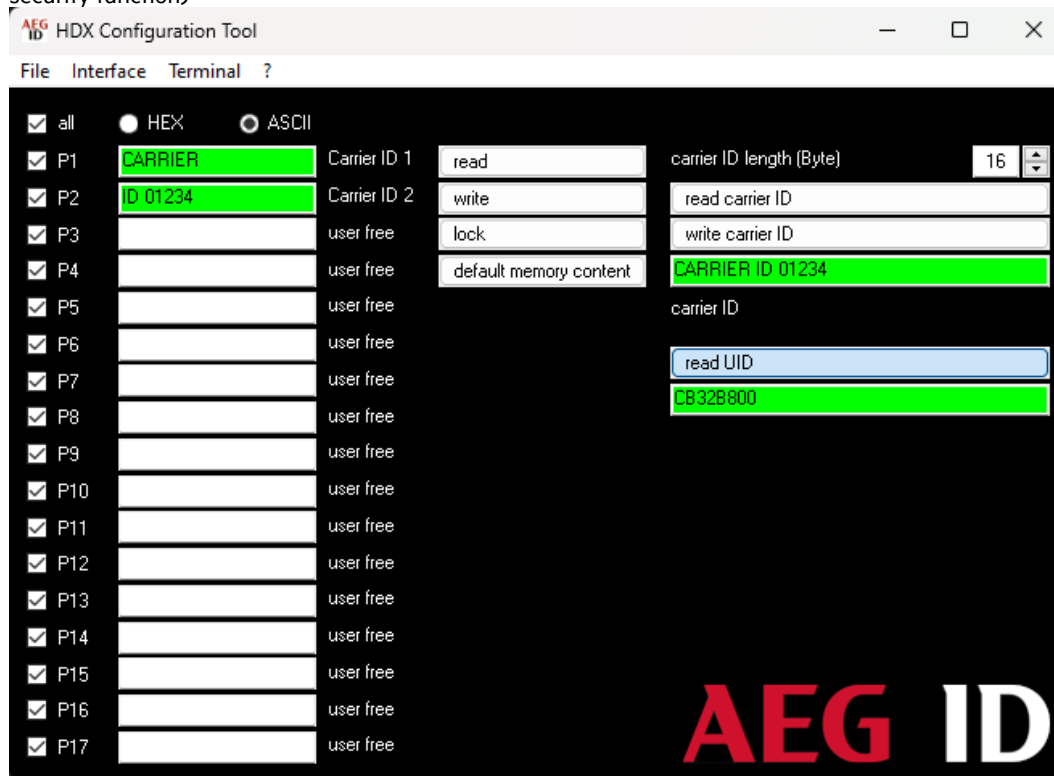 security function)
AEG ID HDX Configuration Tool
File Interface Terminal ?
all HEX ASCII
P1 CARRIER Carrier ID 1 read carrier ID length (Byte) 16
P2 ID 01234 Carrier ID 2 write read carrier ID
P3 user free lock write carrier ID
P4 user free default memory content CARRIER ID 01234
P5 user free carrier ID
P6 user free
read UID
P7 user free
CB32B800
P8 user free
P9 user free
P10 user free
P11 user free
P12 user free
P13 user free
P14 user free
P15 user free
P16 user free
P17 user free
AEG ID